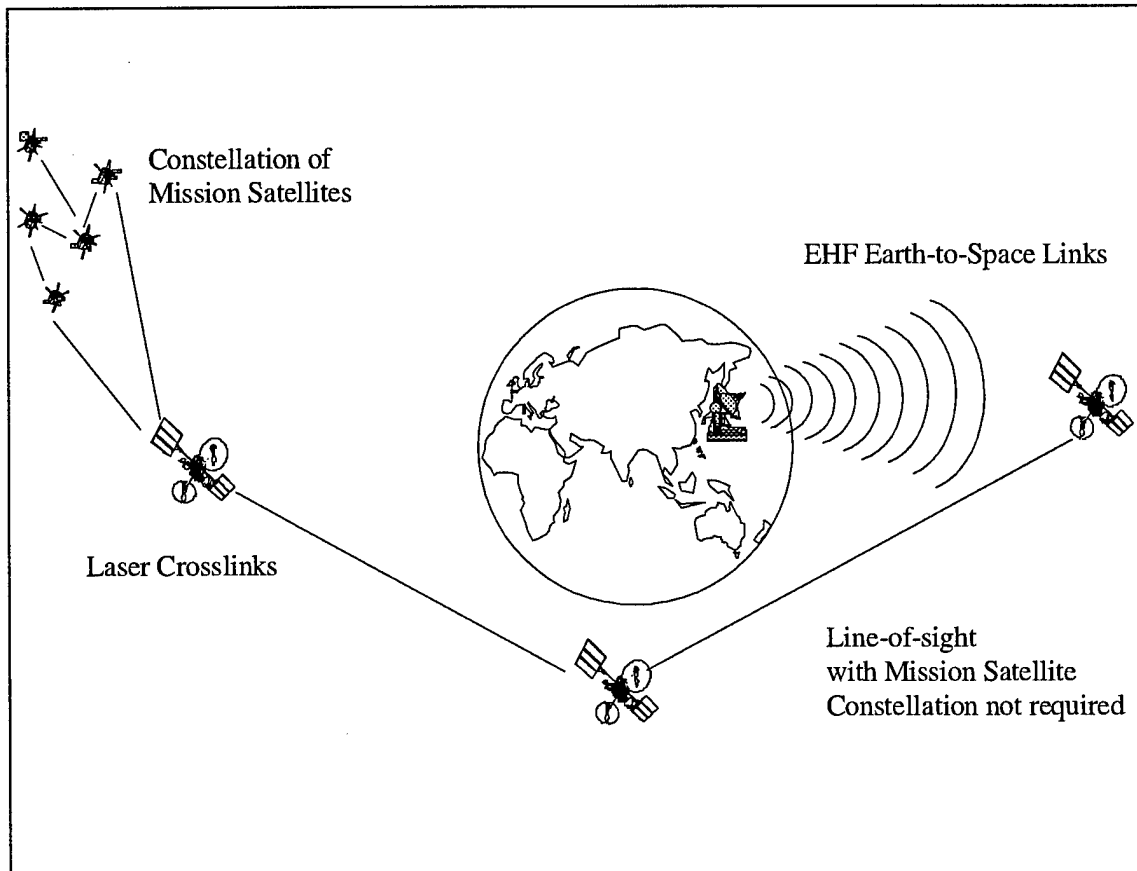 Constellation of
Mission Satellites
EHF Earth-to-Space Links
Laser Crosslinks
Line-of-sight
with Mission Satellite
Constellation not required